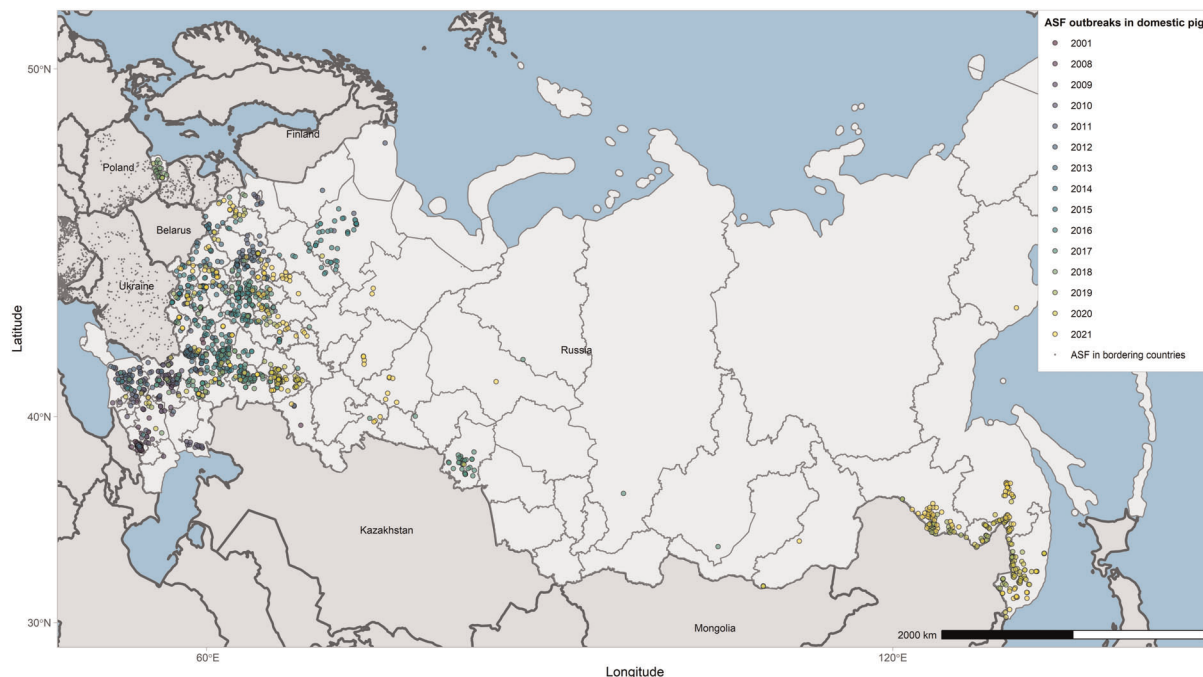 ASF outbreaks in domestic pig
2001
2008
2009
2010
2011
2012
2013
2014
2015
2016
2017
2018
2019
2020
2021
ASF in bordering countries
50°N
40°N
30°N
Latitude
Finland
Poland
Belarus
Ukraine
Russia
Kazakhstan
Mongolia
2000 km
60°E
120°E
Longitude